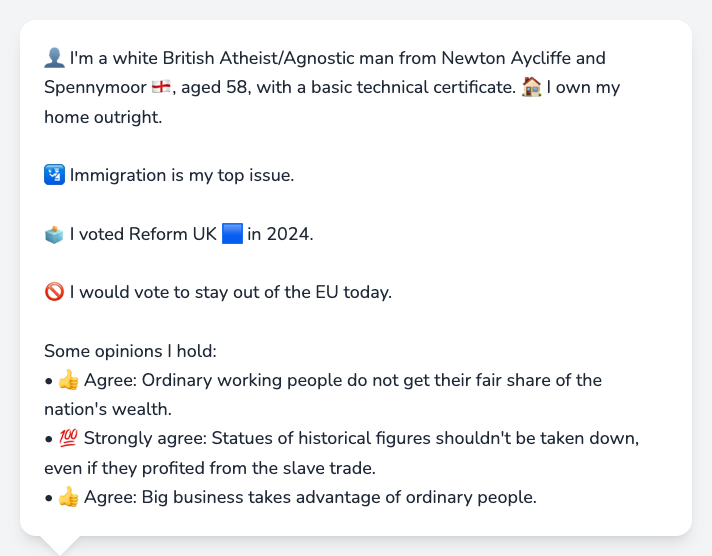 👤 I'm a white British Atheist/Agnostic man from Newton Aycliffe and
Spennymoor 🏴󠁧󠁢󠁥󠁮󠁧󠁿, aged 58, with a basic technical certificate. 🏠 I own my
home outright.
🛂 Immigration is my top issue.
🗳️ I voted Reform UK 🟦 in 2024.
🚫 I would vote to stay out of the EU today.
Some opinions I hold:
• 👍 Agree: Ordinary working people do not get their fair share of the
nation's wealth.
• 💯 Strongly agree: Statues of historical figures shouldn't be taken down,
even if they profited from the slave trade.
• 👍 Agree: Big business takes advantage of ordinary people.